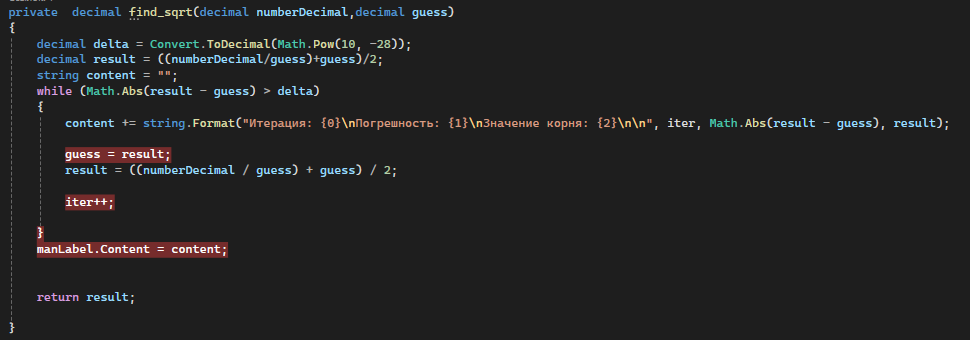 private  decimal find_sqrt(decimal numberDecimal,decimal guess)
{
    decimal delta = Convert.ToDecimal(Math.Pow(10, -28));
    decimal result = ((numberDecimal/guess)+guess)/2;
    string content = "";
    while (Math.Abs(result - guess) > delta)
    {
        content += string.Format("Итерация: {0}\nПогрешность: {1}\nЗначение корня: {2}\n\n", iter, Math.Abs(result - guess), result);
        guess = result;
        result = ((numberDecimal / guess) + guess) / 2;
        iter++;
    }
    manLabel.Content = content;
    return result;
}